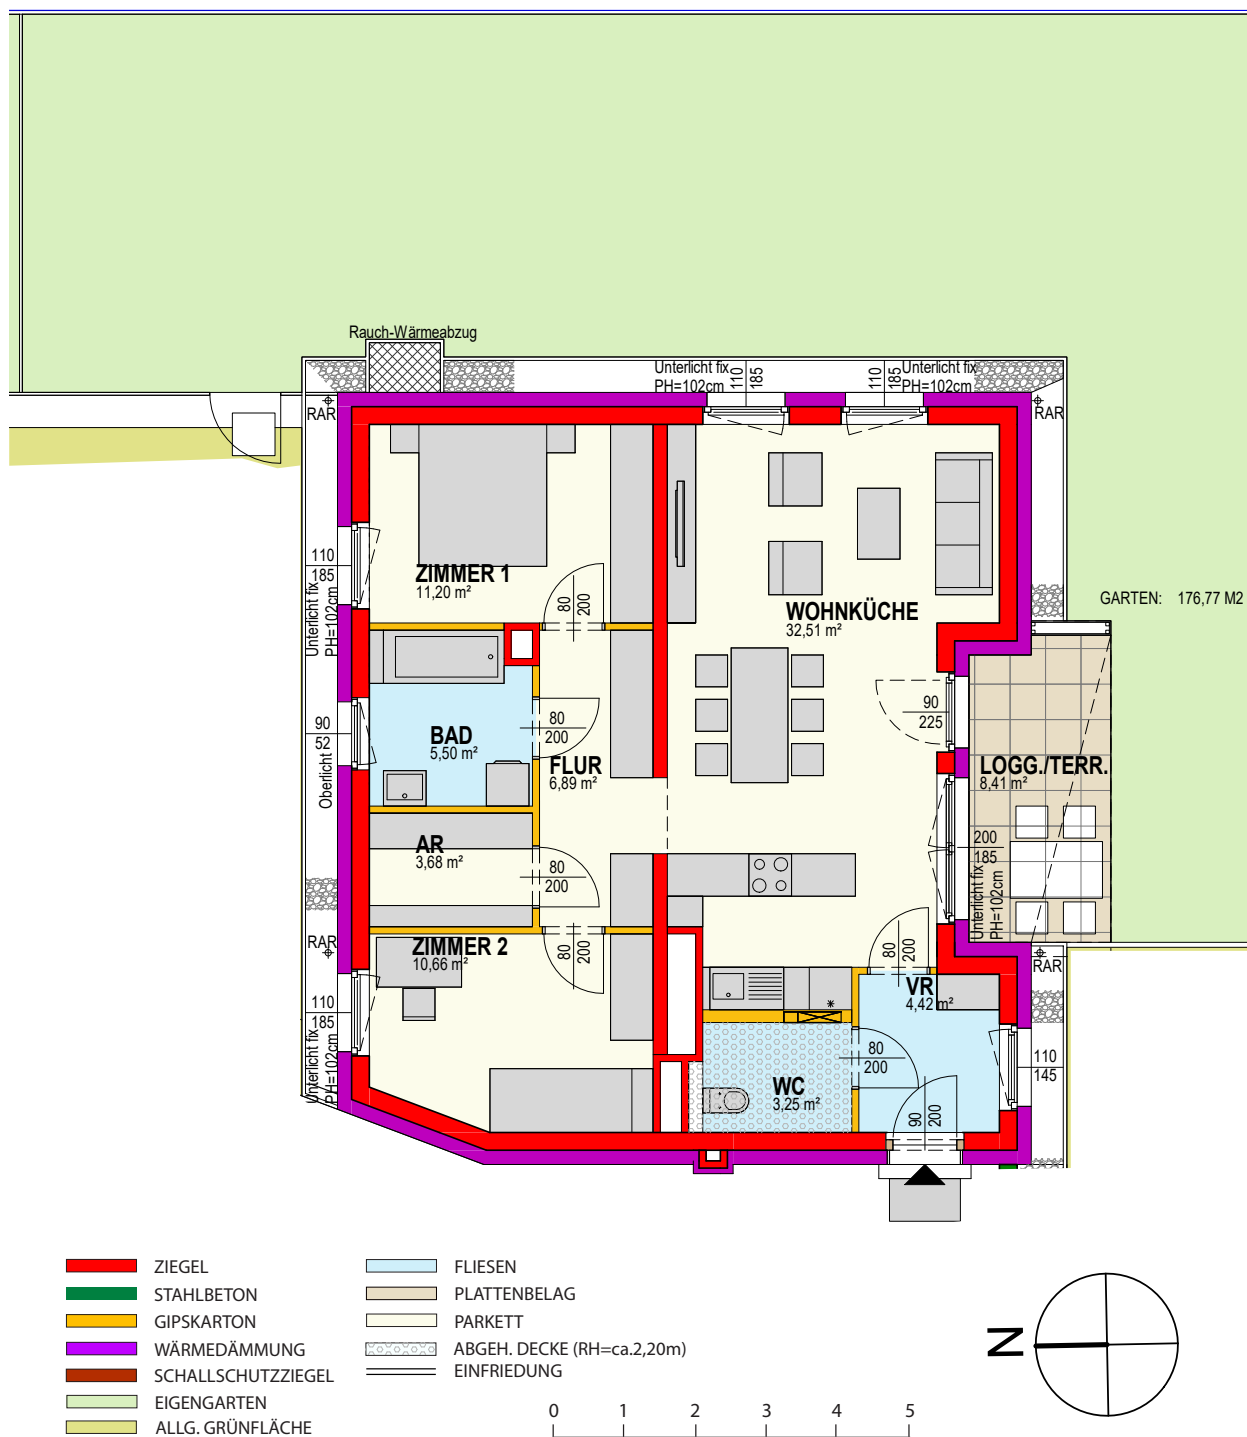 Rauch-Wärmeabzug
Unterlicht fix
PH=102cm
110
185
110
185
Unterlicht fix
PH=102cm
RAR
RAR
110
185
Unterlicht fix
PH=102cm
ZIMMER 1
11,20 m²
80
200
WOHNKÜCHE
32,51 m²
GARTEN: 176,77 M2
90
52
Oberlicht
BAD
5,50 m²
80
200
FLUR
6,89 m²
90
225
LOGG./TERR.
8,41 m²
AR
3,68 m²
80
200
200
185
Unterlicht fix
PH=102cm
RAR
ZIMMER 2
10,66 m²
80
200
80
200
RAR
VR
4,42 m²
*
110
185
Unterlicht fix
PH=102cm
80
200
WC
3,25 m²
110
145
90
200
ZIEGEL
STAHLBETON
GIPSKARTON
WÄRMEDÄMMUNG
SCHALLSCHUTZZIEGEL
EIGENGARTEN
ALLG. GRÜNFLÄCHE
FLIESEN
PLATTENBELAG
PARKETT
ABGEH. DECKE (RH=ca.2,20m)
EINFRIEDUNG
N
0 1 2 3 4 5